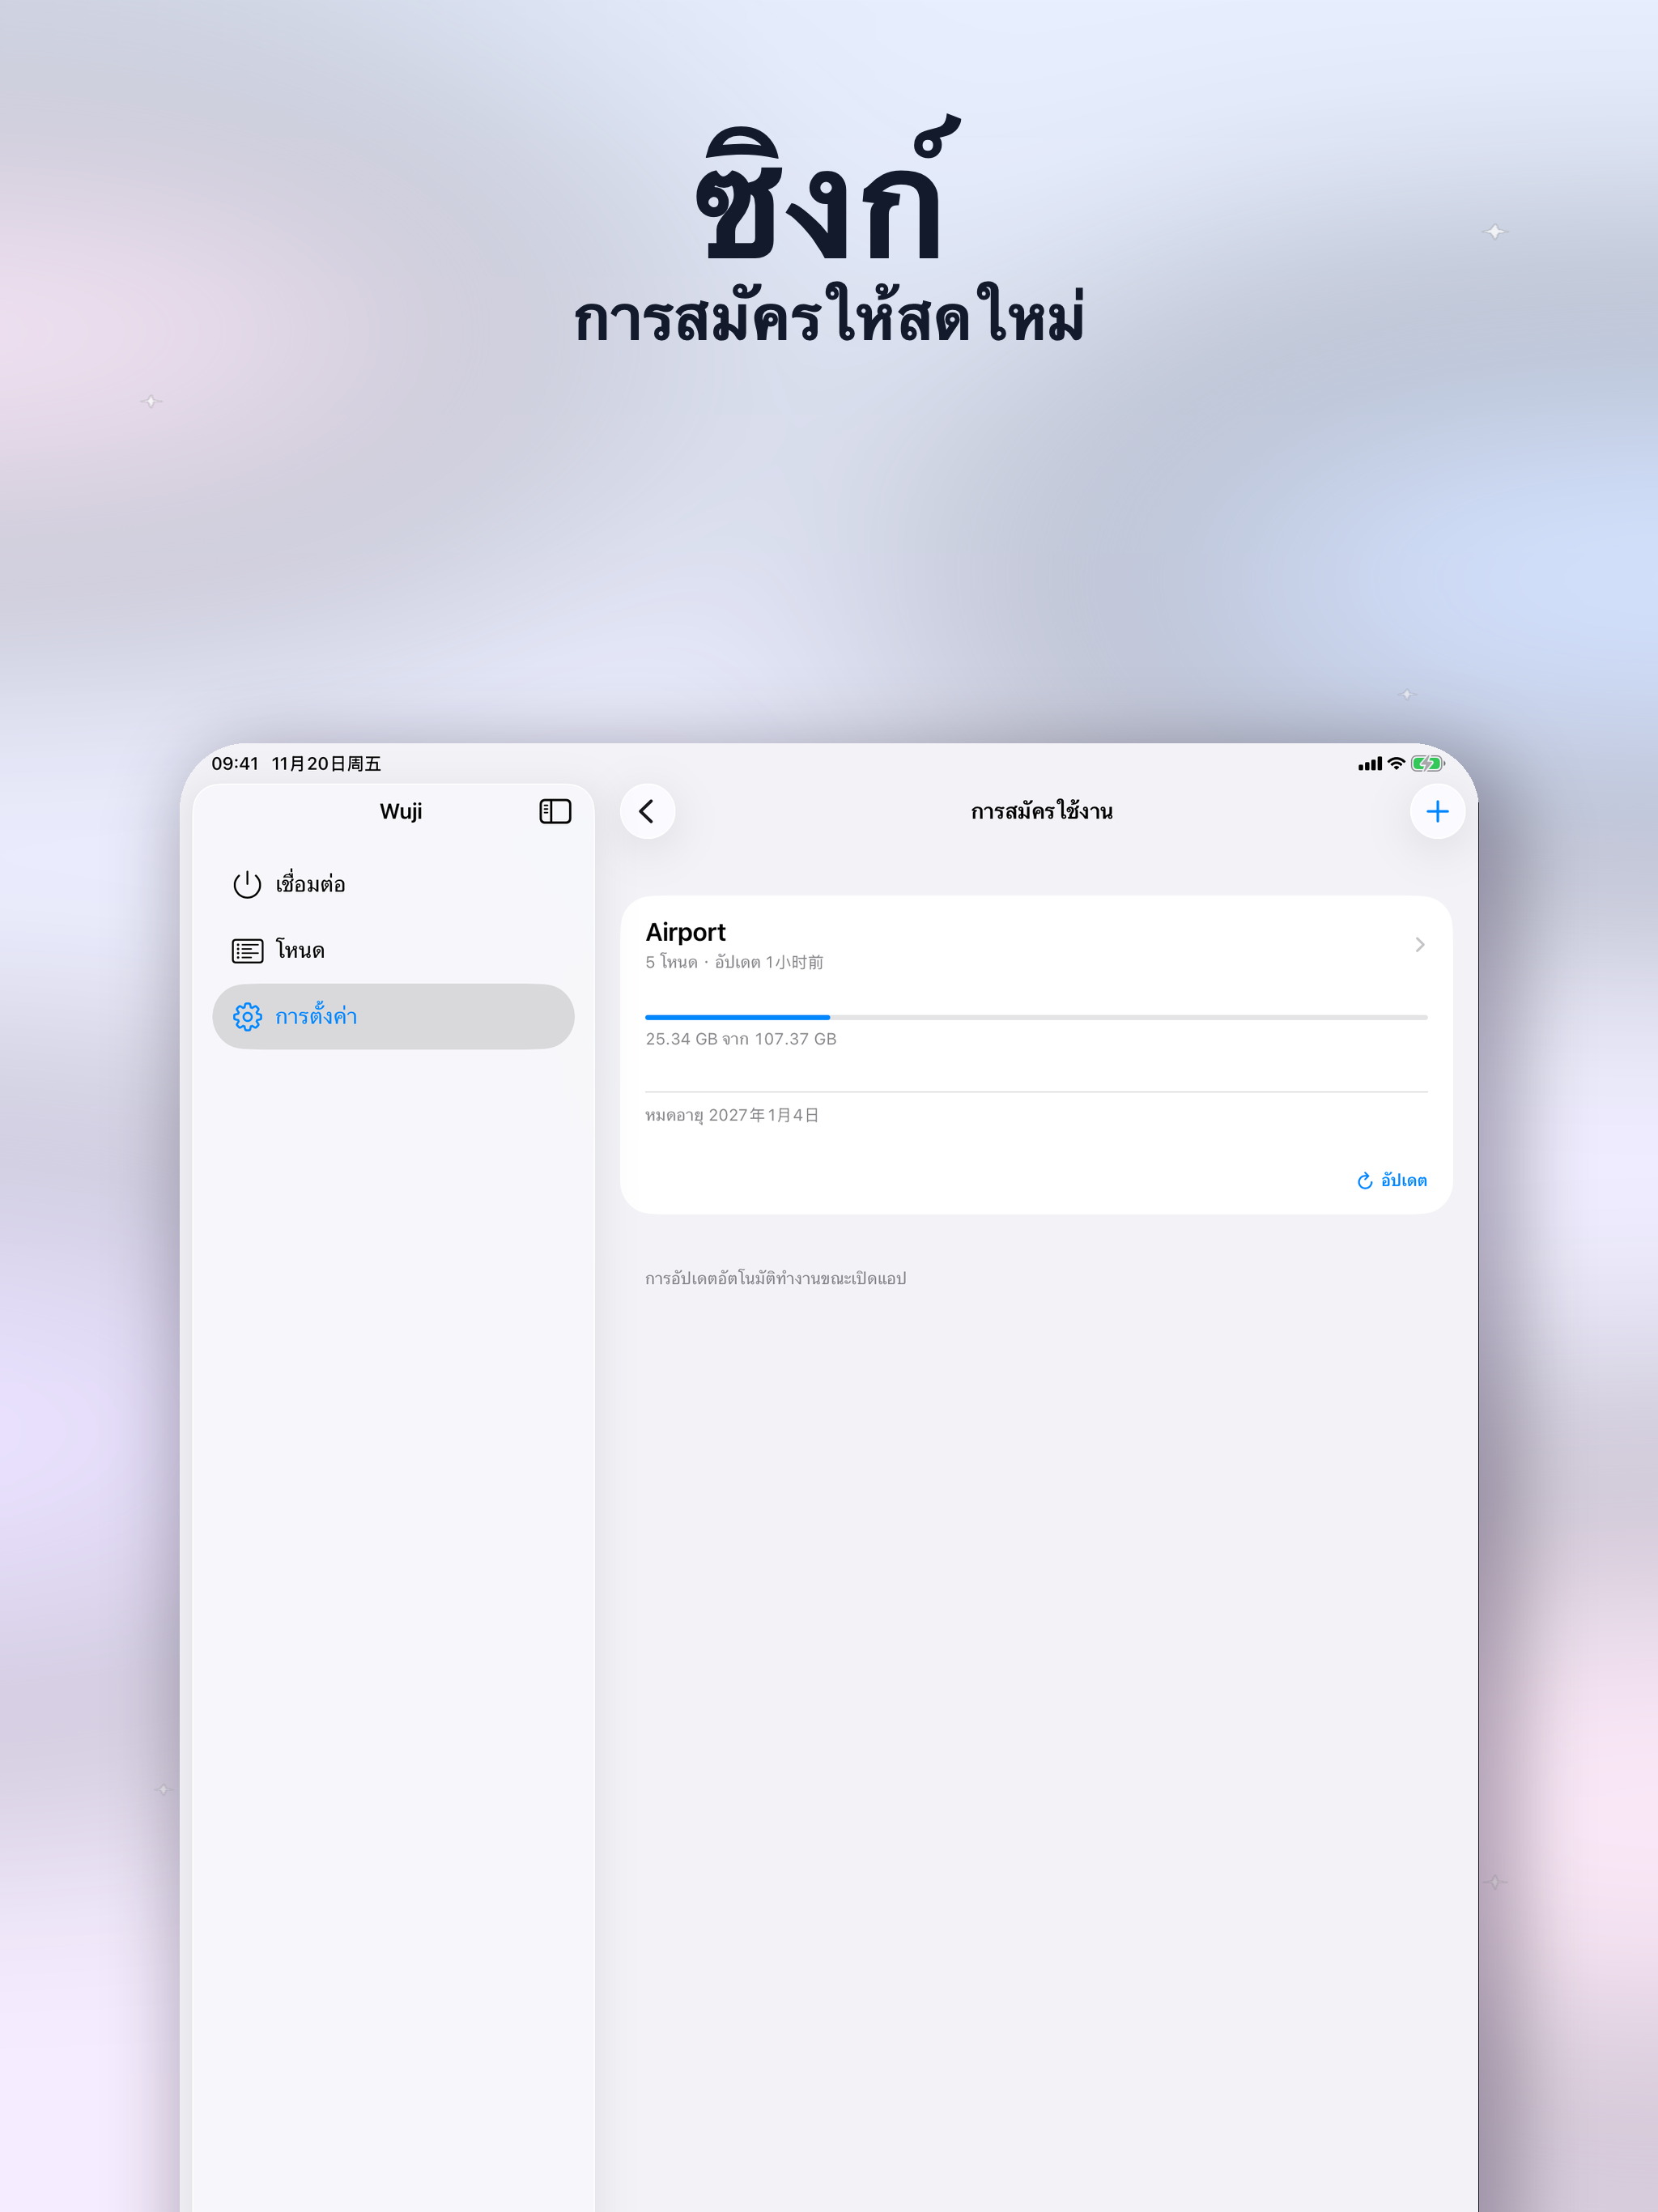 ซิงก์
การสมัครให้สดใหม่
09:41 11月20日周五
Wuji
การสมัครใช้งาน
เชื่อมต่อ
โหนด
การตั้งค่า
Airport
5 โหนด · อัปเดต 1小时前
25.34 GB จาก 107.37 GB
หมดอายุ 2027年1月4日
อัปเดต
การอัปเดตอัตโนมัติทำงานขณะเปิดแอป